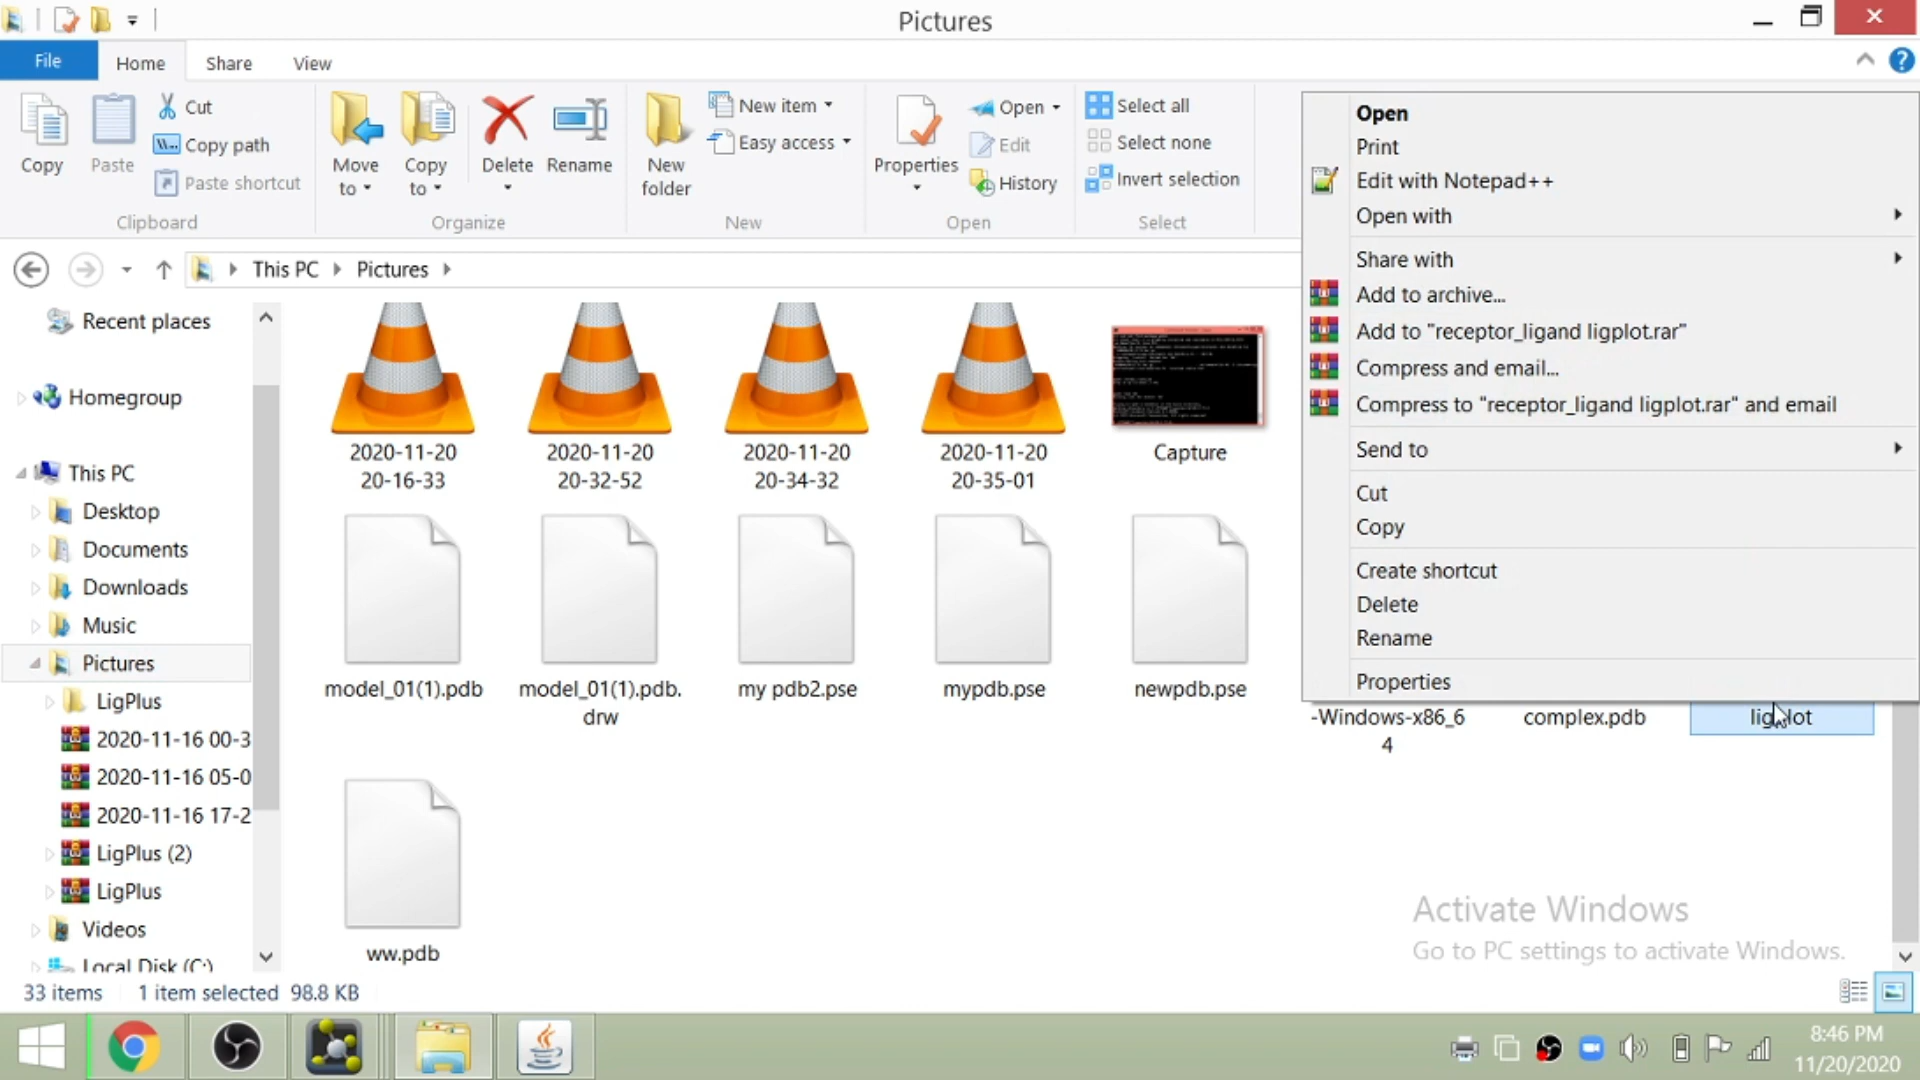 Pictures
File Home Share View
Copy
Paste
Cut
Copy path
Paste shortcut
Clipboard
Move to
Copy to
Delete
Rename
Organize
New folder
New item
Easy access
New
Properties
Open
Edit
History
Open
Select all
Select none
Invert selection
Select
This PC Pictures
Recent places
Homegroup
This PC
Desktop
Documents
Downloads
Music
Pictures
LigPlus
2020-11-16 00-3
2020-11-16 05-0
2020-11-16 17-2
LigPlus (2)
LigPlus
Videos
Local Disk (C:)
2020-11-20
20-16-33
2020-11-20
20-32-52
2020-11-20
20-34-32
2020-11-20
20-35-01
Capture
model_01(1).pdb
model_01(1).pdb.
drw
my pdb2.pse
mypdb.pse
newpdb.pse
-Windows-x86_6
4
complex.pdb
ligplot
ww.pdb
Open
Print
Edit with Notepad++
Open with
Share with
Add to archive...
Add to "receptor_ligand ligplot.rar"
Compress and email...
Compress to "receptor_ligand ligplot.rar" and email
Send to
Cut
Copy
Create shortcut
Delete
Rename
Properties
Activate Windows
Go to PC settings to activate Windows.
33 items 1 item selected 98.8 KB
8:46 PM
11/20/2020